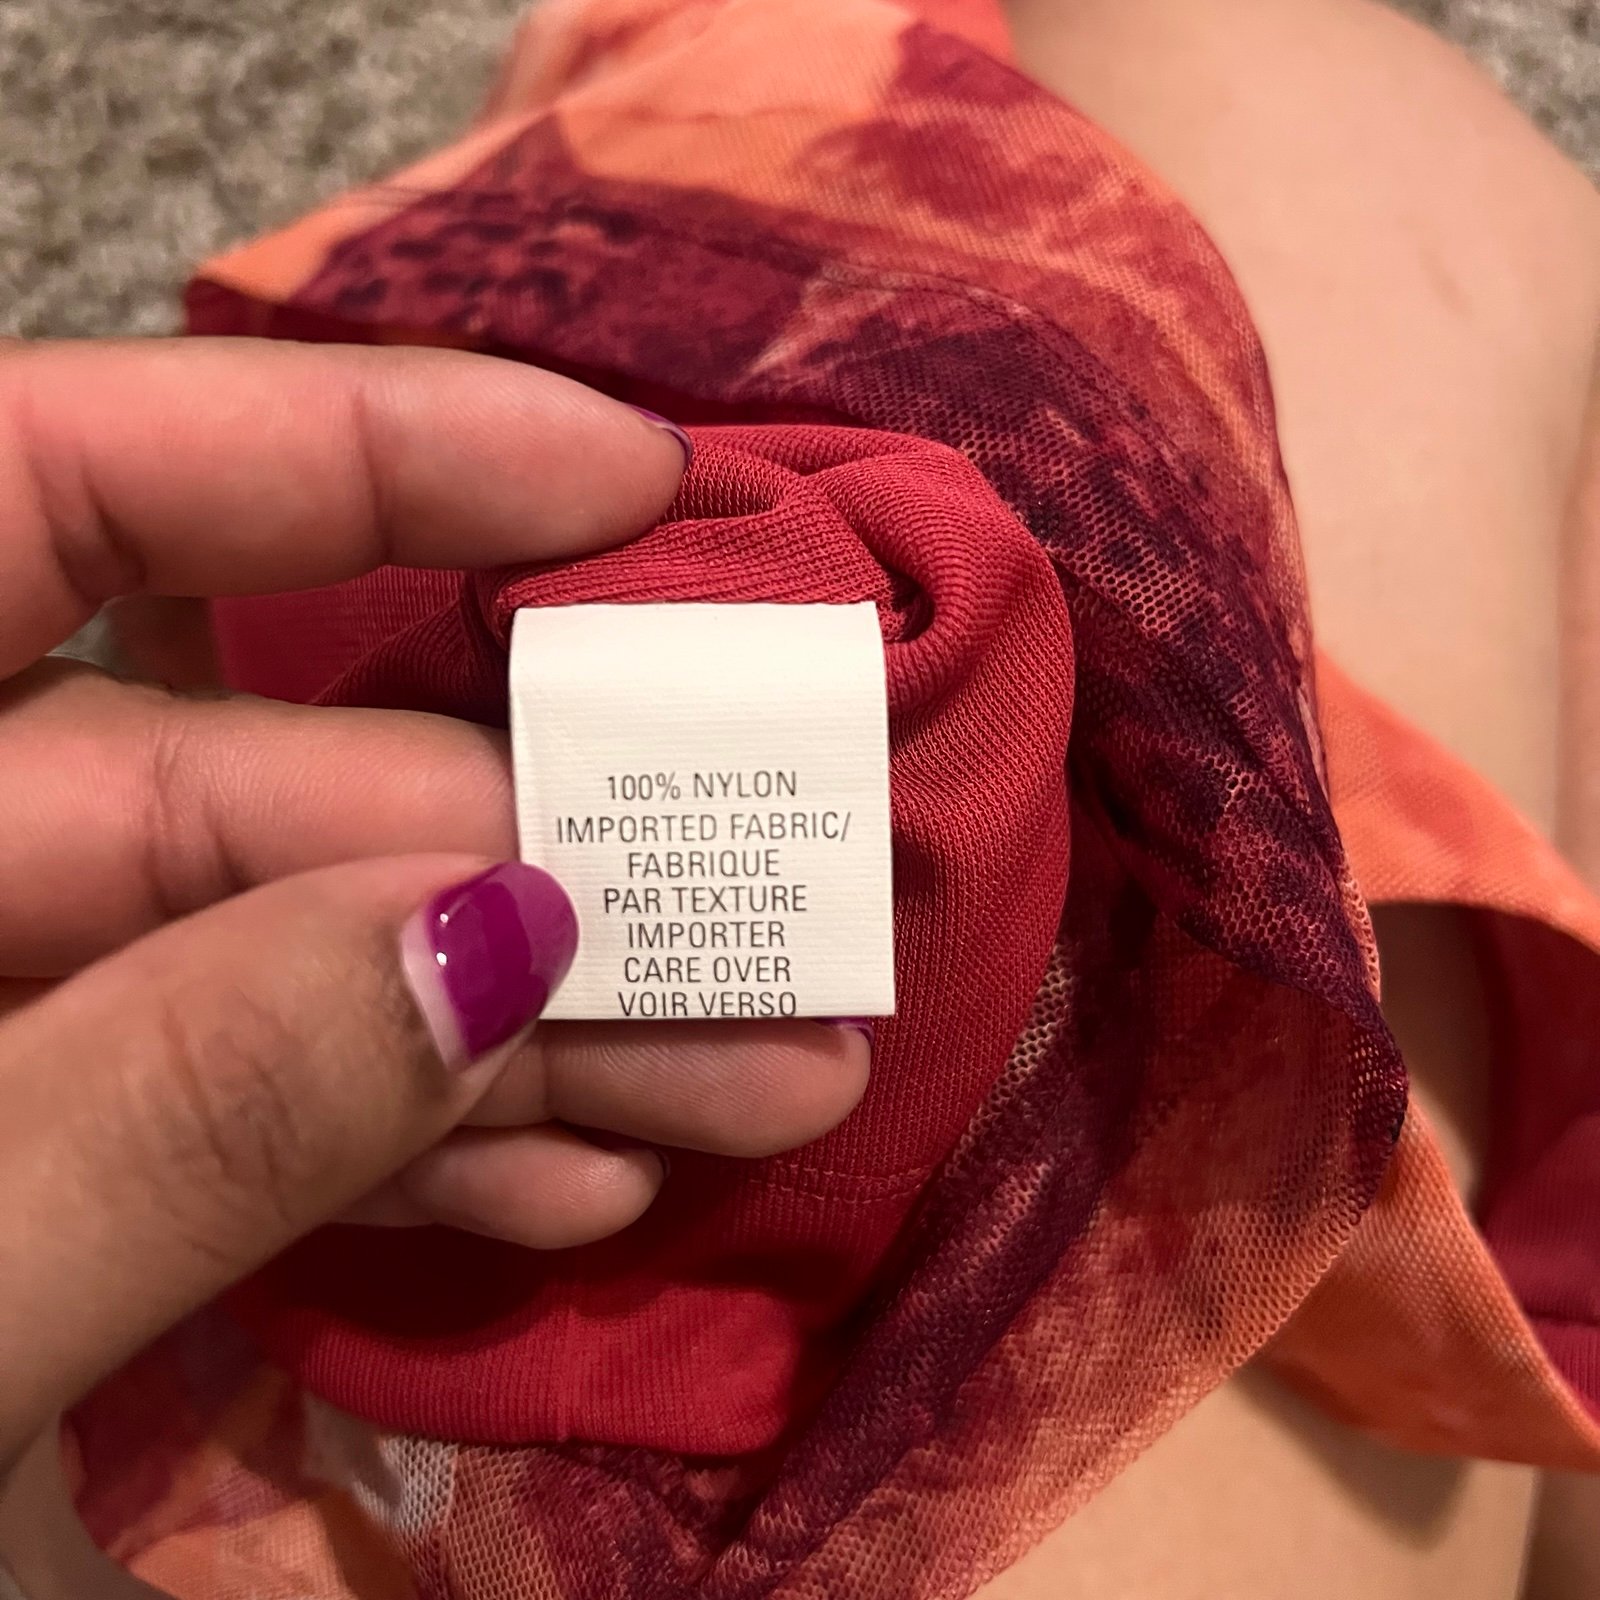 100% NYLON
IMPORTED FABRIC/
FABRIQUE
PAR TEXTURE
IMPORTER
CARE OVER
VOIR VERSO